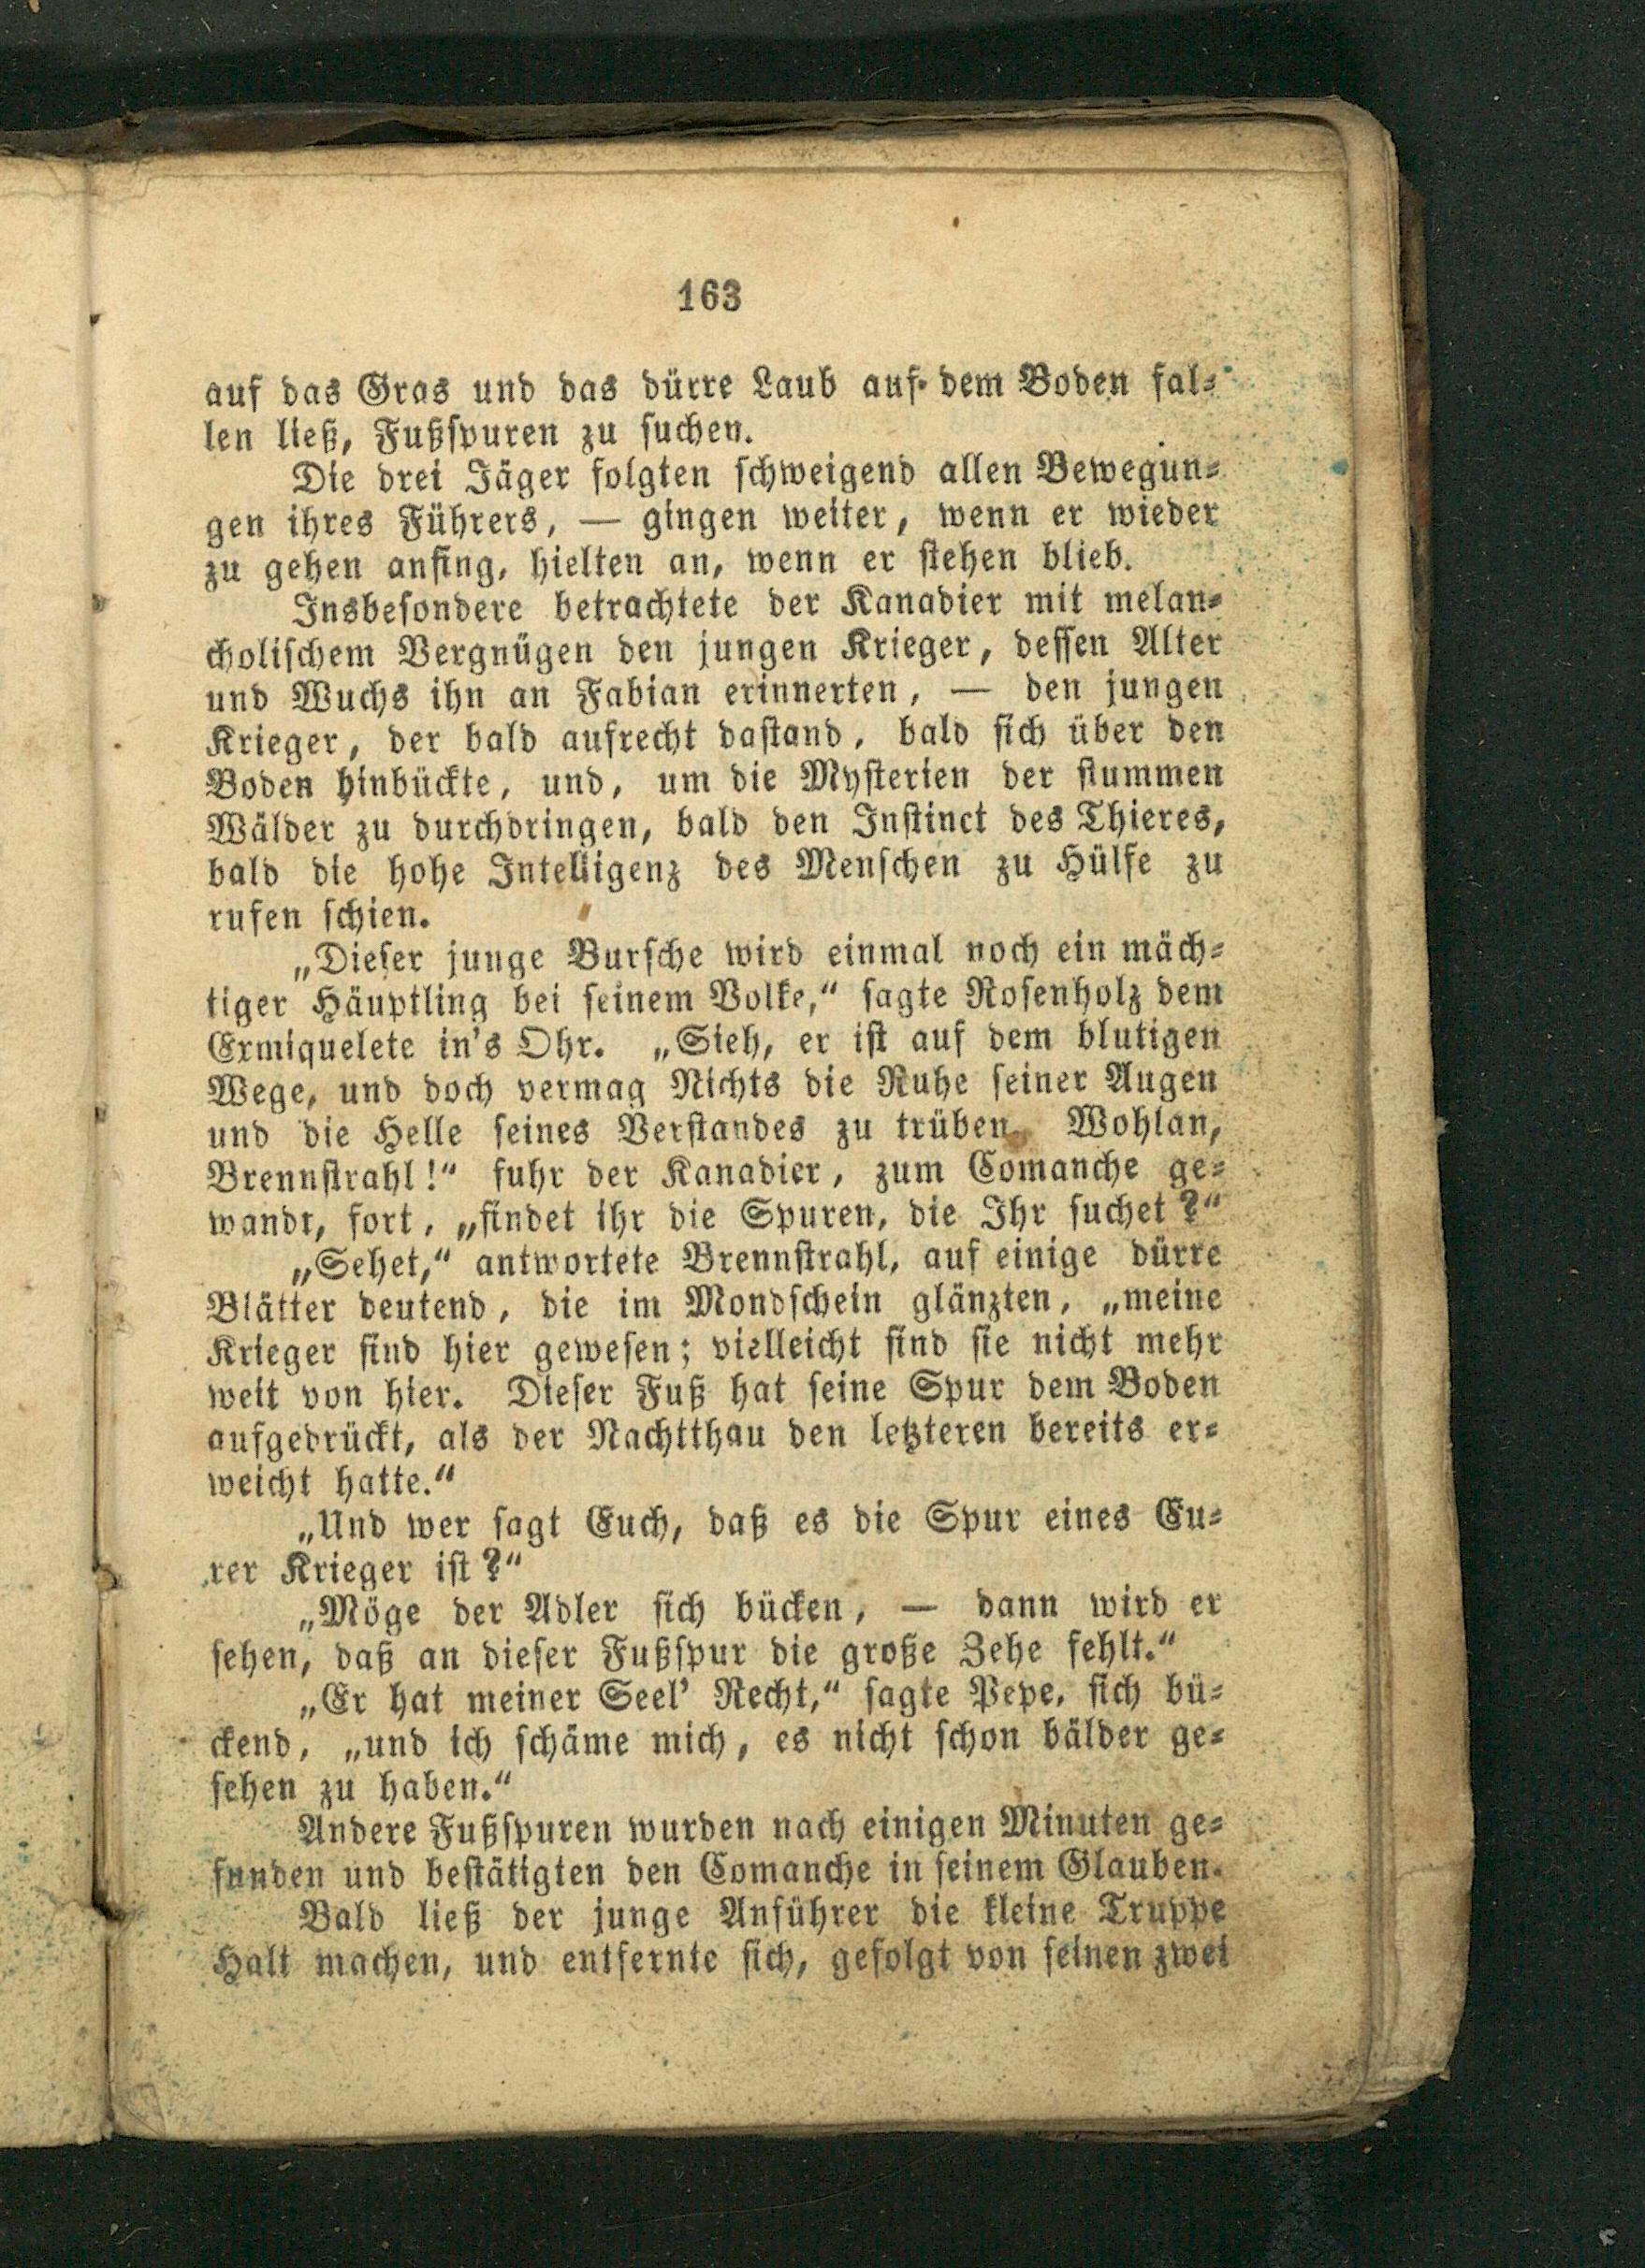 163
auf das Gras und das dürre Laub auf dem Boden fal-
len ließ, Fußspuren zu suchen.
Die drei Jäger folgten schweigend allen Bewegun-
gen ihres Führers, — gingen weiter, wenn er wieder
zu gehen anfing, hielten an, wenn er stehen blieb.
Insbesondere betrachtete der Kanadier mit melan-
cholischem Vergnügen den jungen Krieger, dessen Alter
und Wuchs ihn an Fabian erinnerten, — den jungen
Krieger, der bald aufrecht dastand, bald sich über den
Boden hinbückte, und, um die Mysterien der stummen
Wälder zu durchdringen, bald den Instinct des Thieres,
bald die hohe Intelligenz des Menschen zu Hülfe zu
rufen schien.
„Dieser junge Bursche wird einmal noch ein mäch-
tiger Häuptling bei seinem Volke,“ sagte Rosenholz dem
Exmiquelete in's Ohr. „Sieh, er ist auf dem blutigen
Wege, und doch vermag Nichts die Ruhe seiner Augen
und die Helle seines Verstandes zu trüben. Wohlan,
Brennstrahl!“ fuhr der Kanadier, zum Comanche ge-
wandt, fort, „findet ihr die Spuren, die Ihr suchet?“
„Sehet,“ antwortete Brennstrahl, auf einige dürre
Blätter deutend, die im Mondschein glänzten, „meine
Krieger sind hier gewesen; vielleicht sind sie nicht mehr
weit von hier. Dieser Fuß hat seine Spur dem Boden
aufgedrückt, als der Nachtthau den letzteren bereits er-
weicht hatte.“
„Und wer sagt Euch, daß es die Spur eines Eu-
rer Krieger ist?“
„Möge der Adler sich bücken, — dann wird er
sehen, daß an dieser Fußspur die große Zehe fehlt.“
„Er hat meiner Seel' Recht,“ sagte Pepe, sich bü-
ckend, „und ich schäme mich, es nicht schon bälder ge-
sehen zu haben.“
Andere Fußspuren wurden nach einigen Minuten ge-
funden und bestätigten den Comanche in seinem Glauben.
Bald ließ der junge Anführer die kleine Truppe
Halt machen, und entfernte sich, gefolgt von seinen zwei